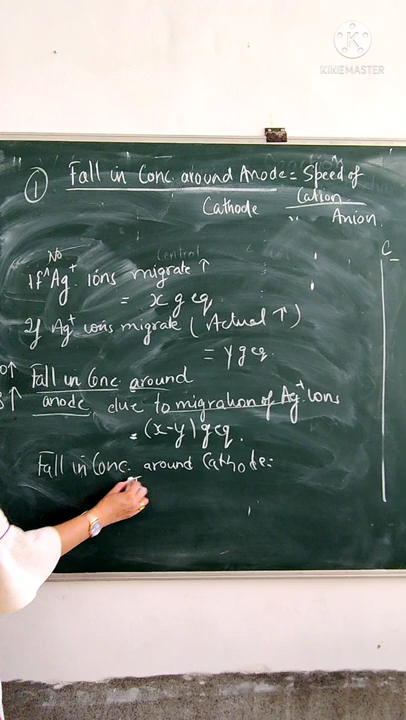 KINEMASTER
① Fall in Conc. around Anode = Speed of Cation
Cathode " Anion
No
If ^ Ag+ ions migrate ↑
= x g eq.
If Ag+ ions migrate (Actual ↑)
= y g eq.
Fall in Conc. around
anode, due to migration of Ag+ ions
= (x-y) g eq.
Fall in Conc. around Cathode =